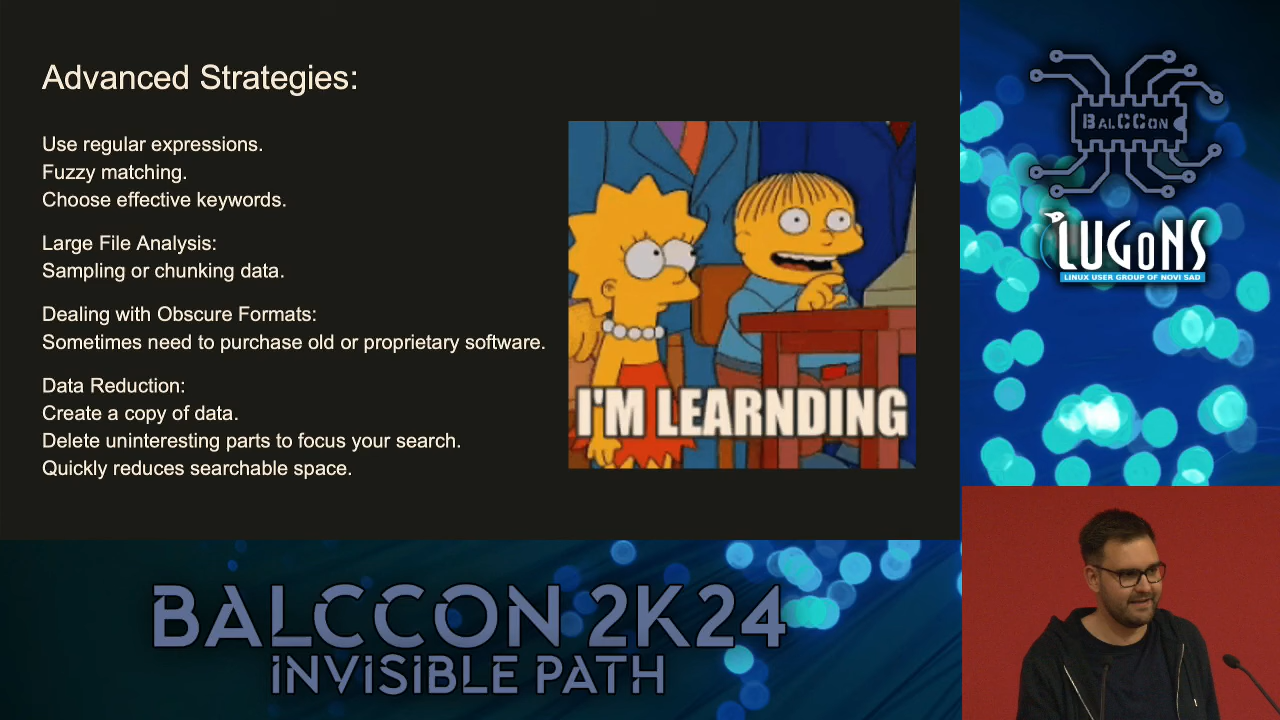 Advanced Strategies:
Use regular expressions.
Fuzzy matching.
Choose effective keywords.
Large File Analysis:
Sampling or chunking data.
Dealing with Obscure Formats:
Sometimes need to purchase old or proprietary software.
Data Reduction:
Create a copy of data.
Delete uninteresting parts to focus your search.
Quickly reduces searchable space.
I'M LEARNDING
BALCCON
LUGONS
LINUX USER GROUP OF NOVI SAD
BALCCON 2K24
INVISIBLE PATH